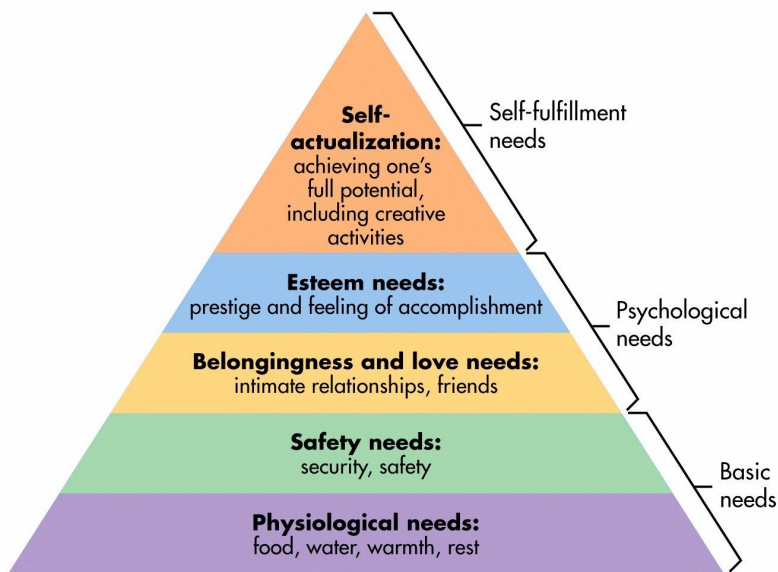 Self-
actualization:
achieving one's
full potential,
including creative
activities
Self-fulfillment
needs
Esteem needs:
prestige and feeling of accomplishment
Belongingness and love needs:
intimate relationships, friends
Psychological
needs
Safety needs:
security, safety
Physiological needs:
food, water, warmth, rest
Basic
needs